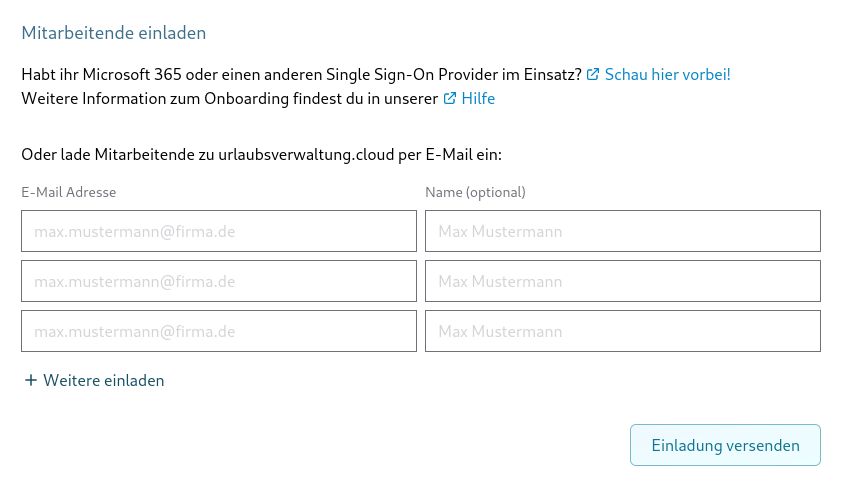 Mitarbeitende einladen
Habt ihr Microsoft 365 oder einen anderen Single Sign-On Provider im Einsatz? Schau hier vorbei!
Weitere Information zum Onboarding findest du in unserer Hilfe
Oder lade Mitarbeitende zu urlaubsverwaltung.cloud per E-Mail ein:
E-Mail Adresse Name (optional)
max.mustermann@firma.de Max Mustermann
max.mustermann@firma.de Max Mustermann
max.mustermann@firma.de Max Mustermann
+ Weitere einladen
Einladung versenden